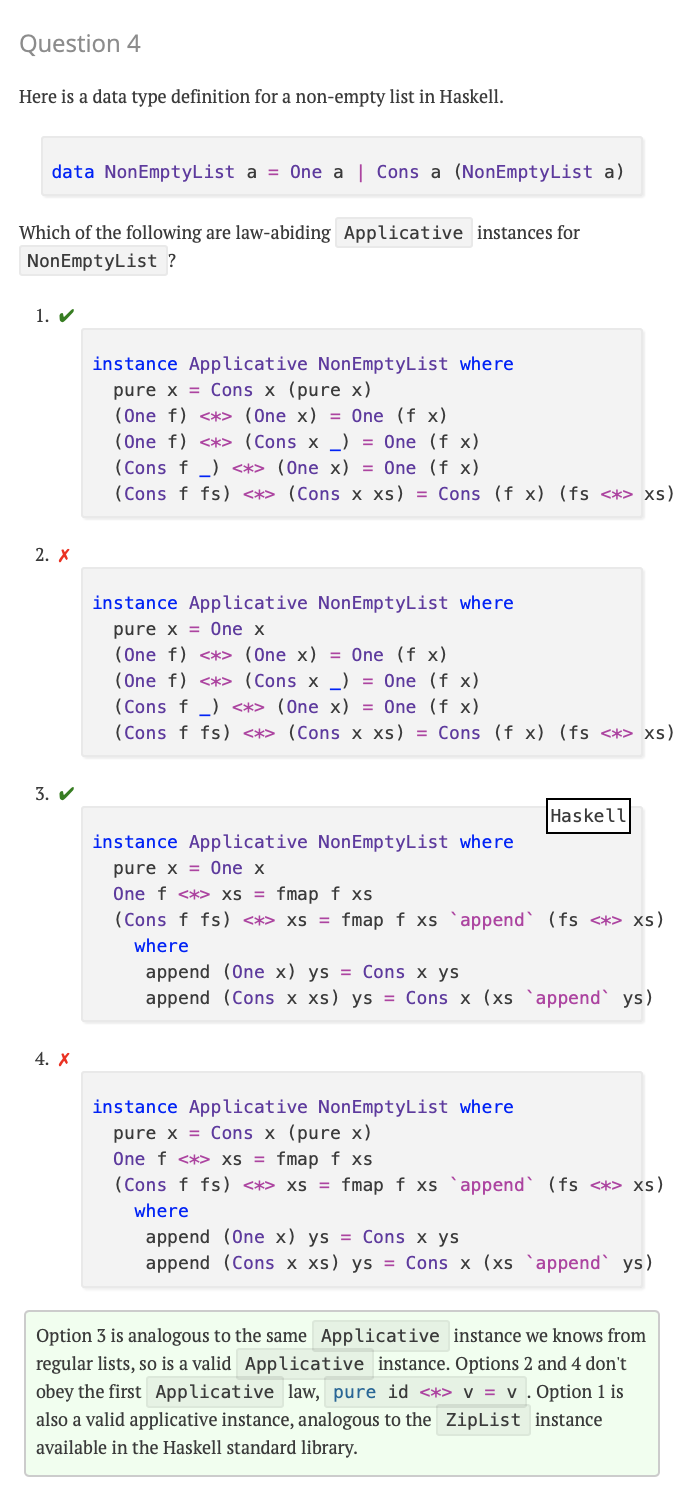 Question 4
Here is a data type definition for a non-empty list in Haskell.
data NonEmptyList a = One a | Cons a (NonEmptyList a)
Which of the following are law-abiding Applicative instances for
NonEmptyList ?
1. ✔
instance Applicative NonEmptyList where
  pure x = Cons x (pure x)
  (One f) <*> (One x) = One (f x)
  (One f) <*> (Cons x _) = One (f x)
  (Cons f _) <*> (One x) = One (f x)
  (Cons f fs) <*> (Cons x xs) = Cons (f x) (fs <*> xs)
2. ✗
instance Applicative NonEmptyList where
  pure x = One x
  (One f) <*> (One x) = One (f x)
  (One f) <*> (Cons x _) = One (f x)
  (Cons f _) <*> (One x) = One (f x)
  (Cons f fs) <*> (Cons x xs) = Cons (f x) (fs <*> xs)
3. ✔
Haskell
instance Applicative NonEmptyList where
  pure x = One x
  One f <*> xs = fmap f xs
  (Cons f fs) <*> xs = fmap f xs `append` (fs <*> xs)
    where
     append (One x) ys = Cons x ys
     append (Cons x xs) ys = Cons x (xs `append` ys)
4. ✗
instance Applicative NonEmptyList where
  pure x = Cons x (pure x)
  One f <*> xs = fmap f xs
  (Cons f fs) <*> xs = fmap f xs `append` (fs <*> xs)
    where
     append (One x) ys = Cons x ys
     append (Cons x xs) ys = Cons x (xs `append` ys)
Option 3 is analogous to the same Applicative instance we knows from
regular lists, so is a valid Applicative instance. Options 2 and 4 don't
obey the first Applicative law, pure id <*> v = v . Option 1 is
also a valid applicative instance, analogous to the ZipList instance
available in the Haskell standard library.